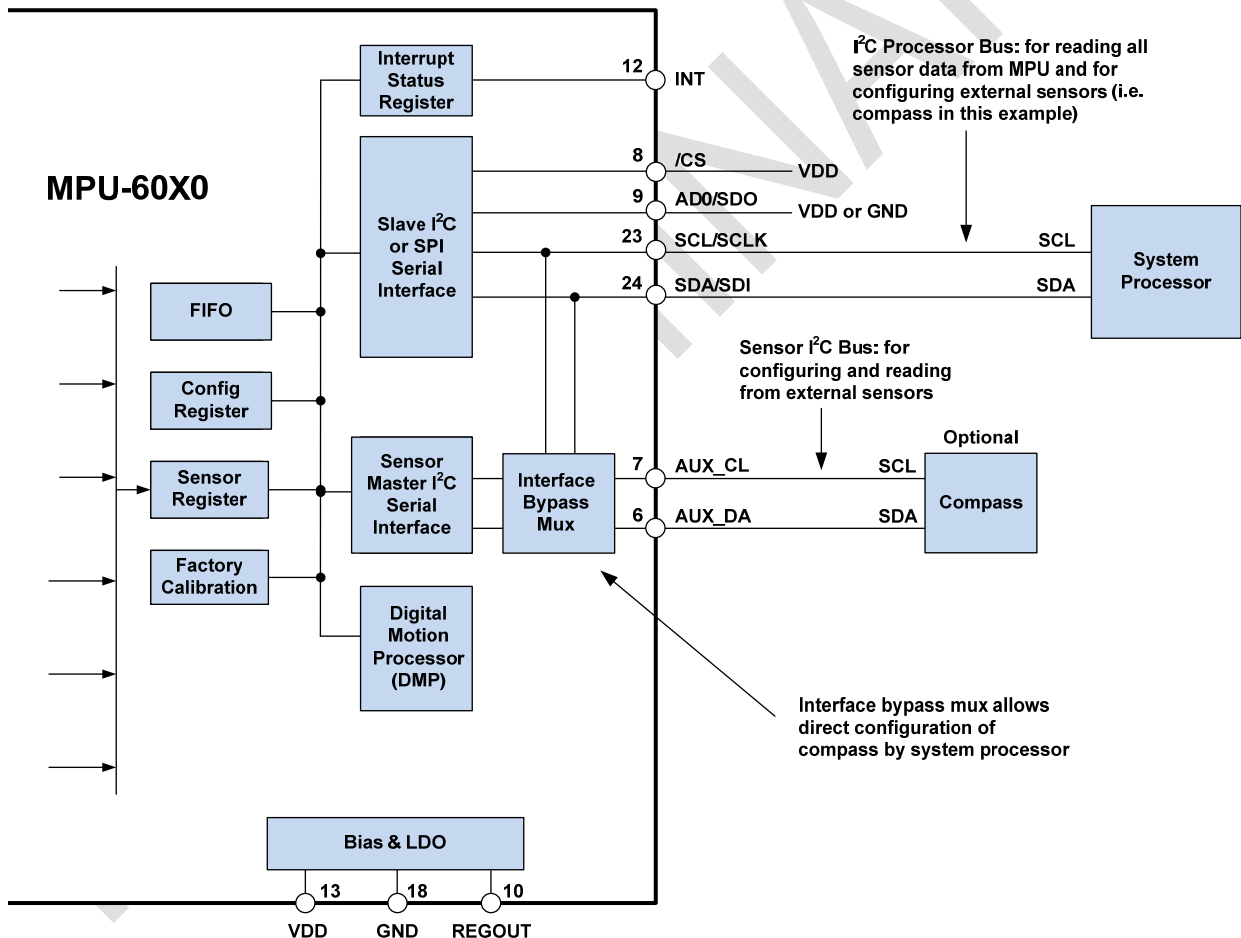 MPU-60X0
Interrupt
Status
Register
12
INT
I²C Processor Bus: for reading all
sensor data from MPU and for
configuring external sensors (i.e.
compass in this example)
Slave I²C
or SPI
Serial
Interface
8
/CS
VDD
9
AD0/SDO
VDD or GND
23
SCL/SCLK
SCL
24
SDA/SDI
SDA
System
Processor
FIFO
Config
Register
Sensor
Register
Factory
Calibration
Sensor I²C Bus: for
configuring and reading
from external sensors
Sensor
Master I²C
Serial
Interface
Interface
Bypass
Mux
7
AUX_CL
SCL
6
AUX_DA
SDA
Optional
Compass
Digital
Motion
Processor
(DMP)
Interface bypass mux allows
direct configuration of
compass by system processor
Bias & LDO
13
18
10
VDD
GND
REGOUT